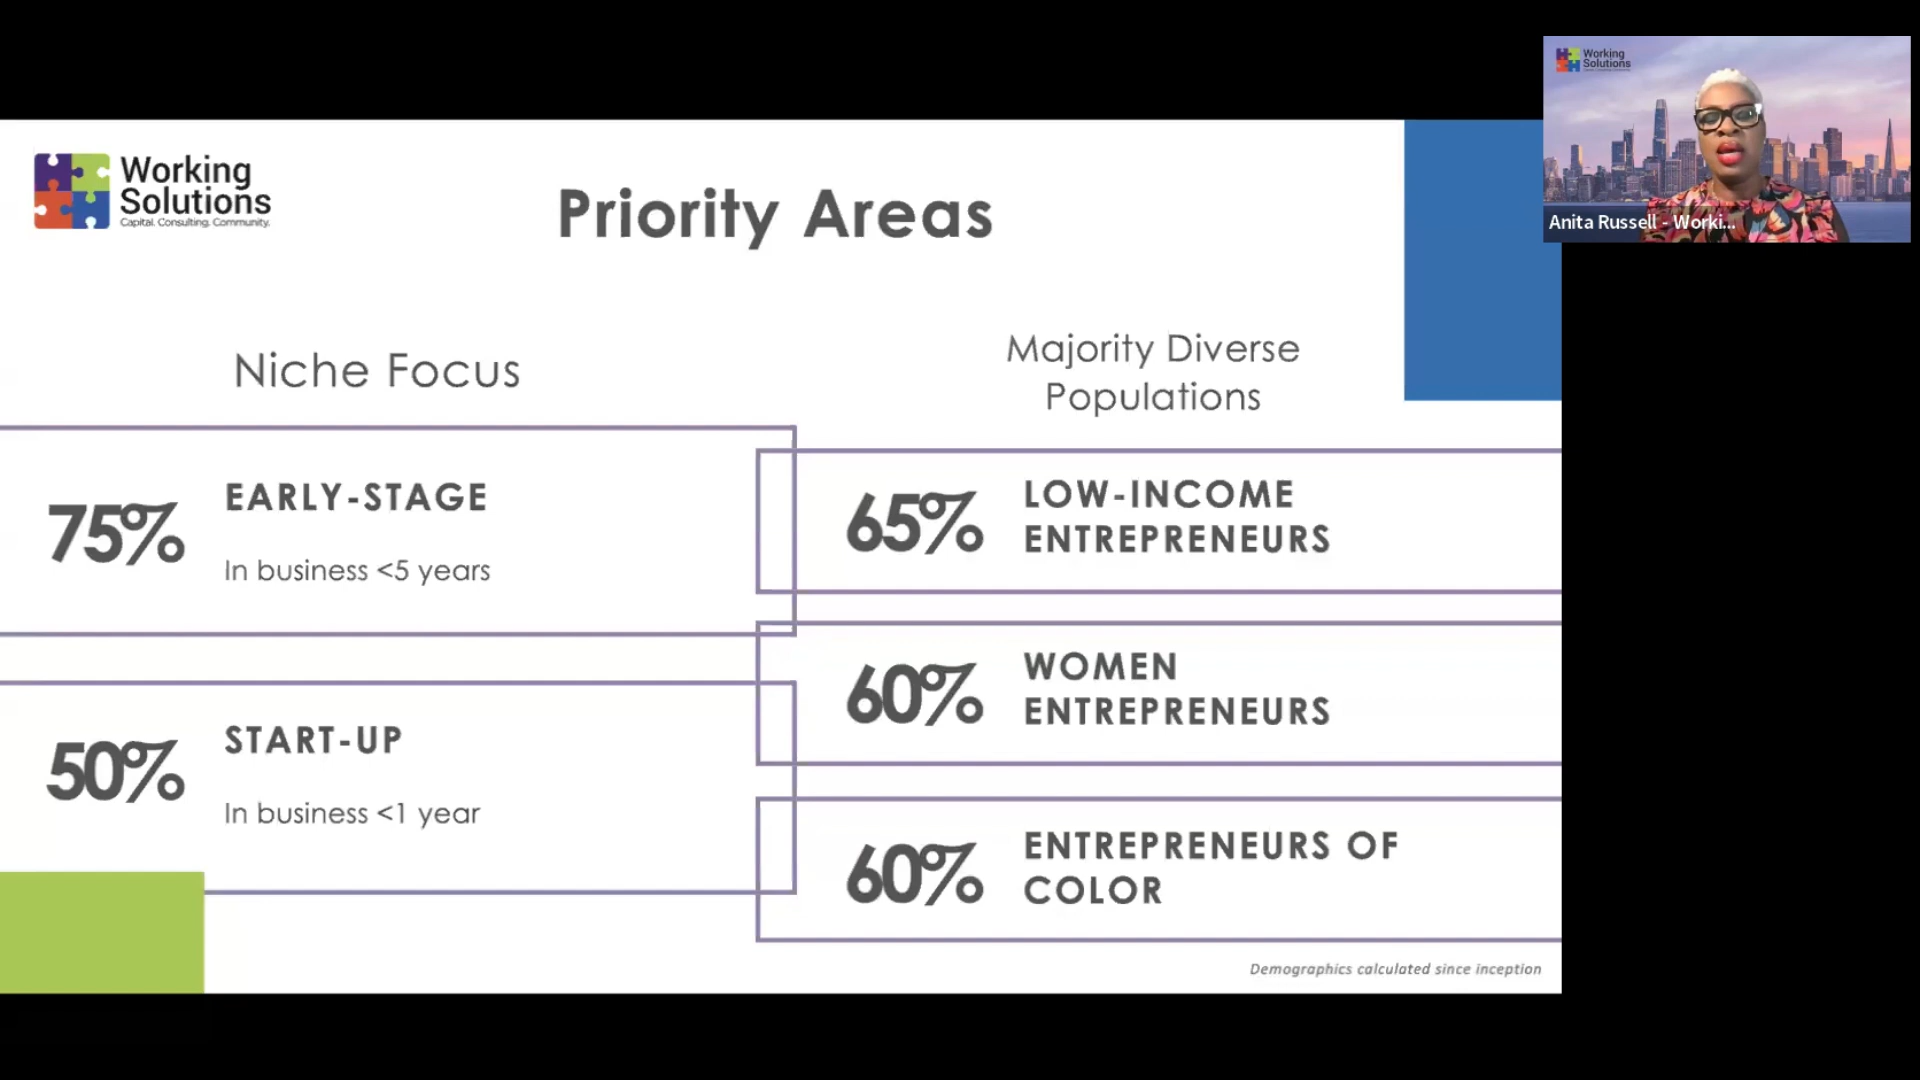 Working
Solutions
Capital. Consulting. Community.
Priority Areas
Niche Focus
75%
EARLY-STAGE
In business <5 years
50%
START-UP
In business <1 year
Majority Diverse
Populations
65%
LOW-INCOME
ENTREPRENEURS
60%
WOMEN
ENTREPRENEURS
60%
ENTREPRENEURS OF
COLOR
Demographics calculated since inception
Working
Solutions
Anita Russell - Worki...